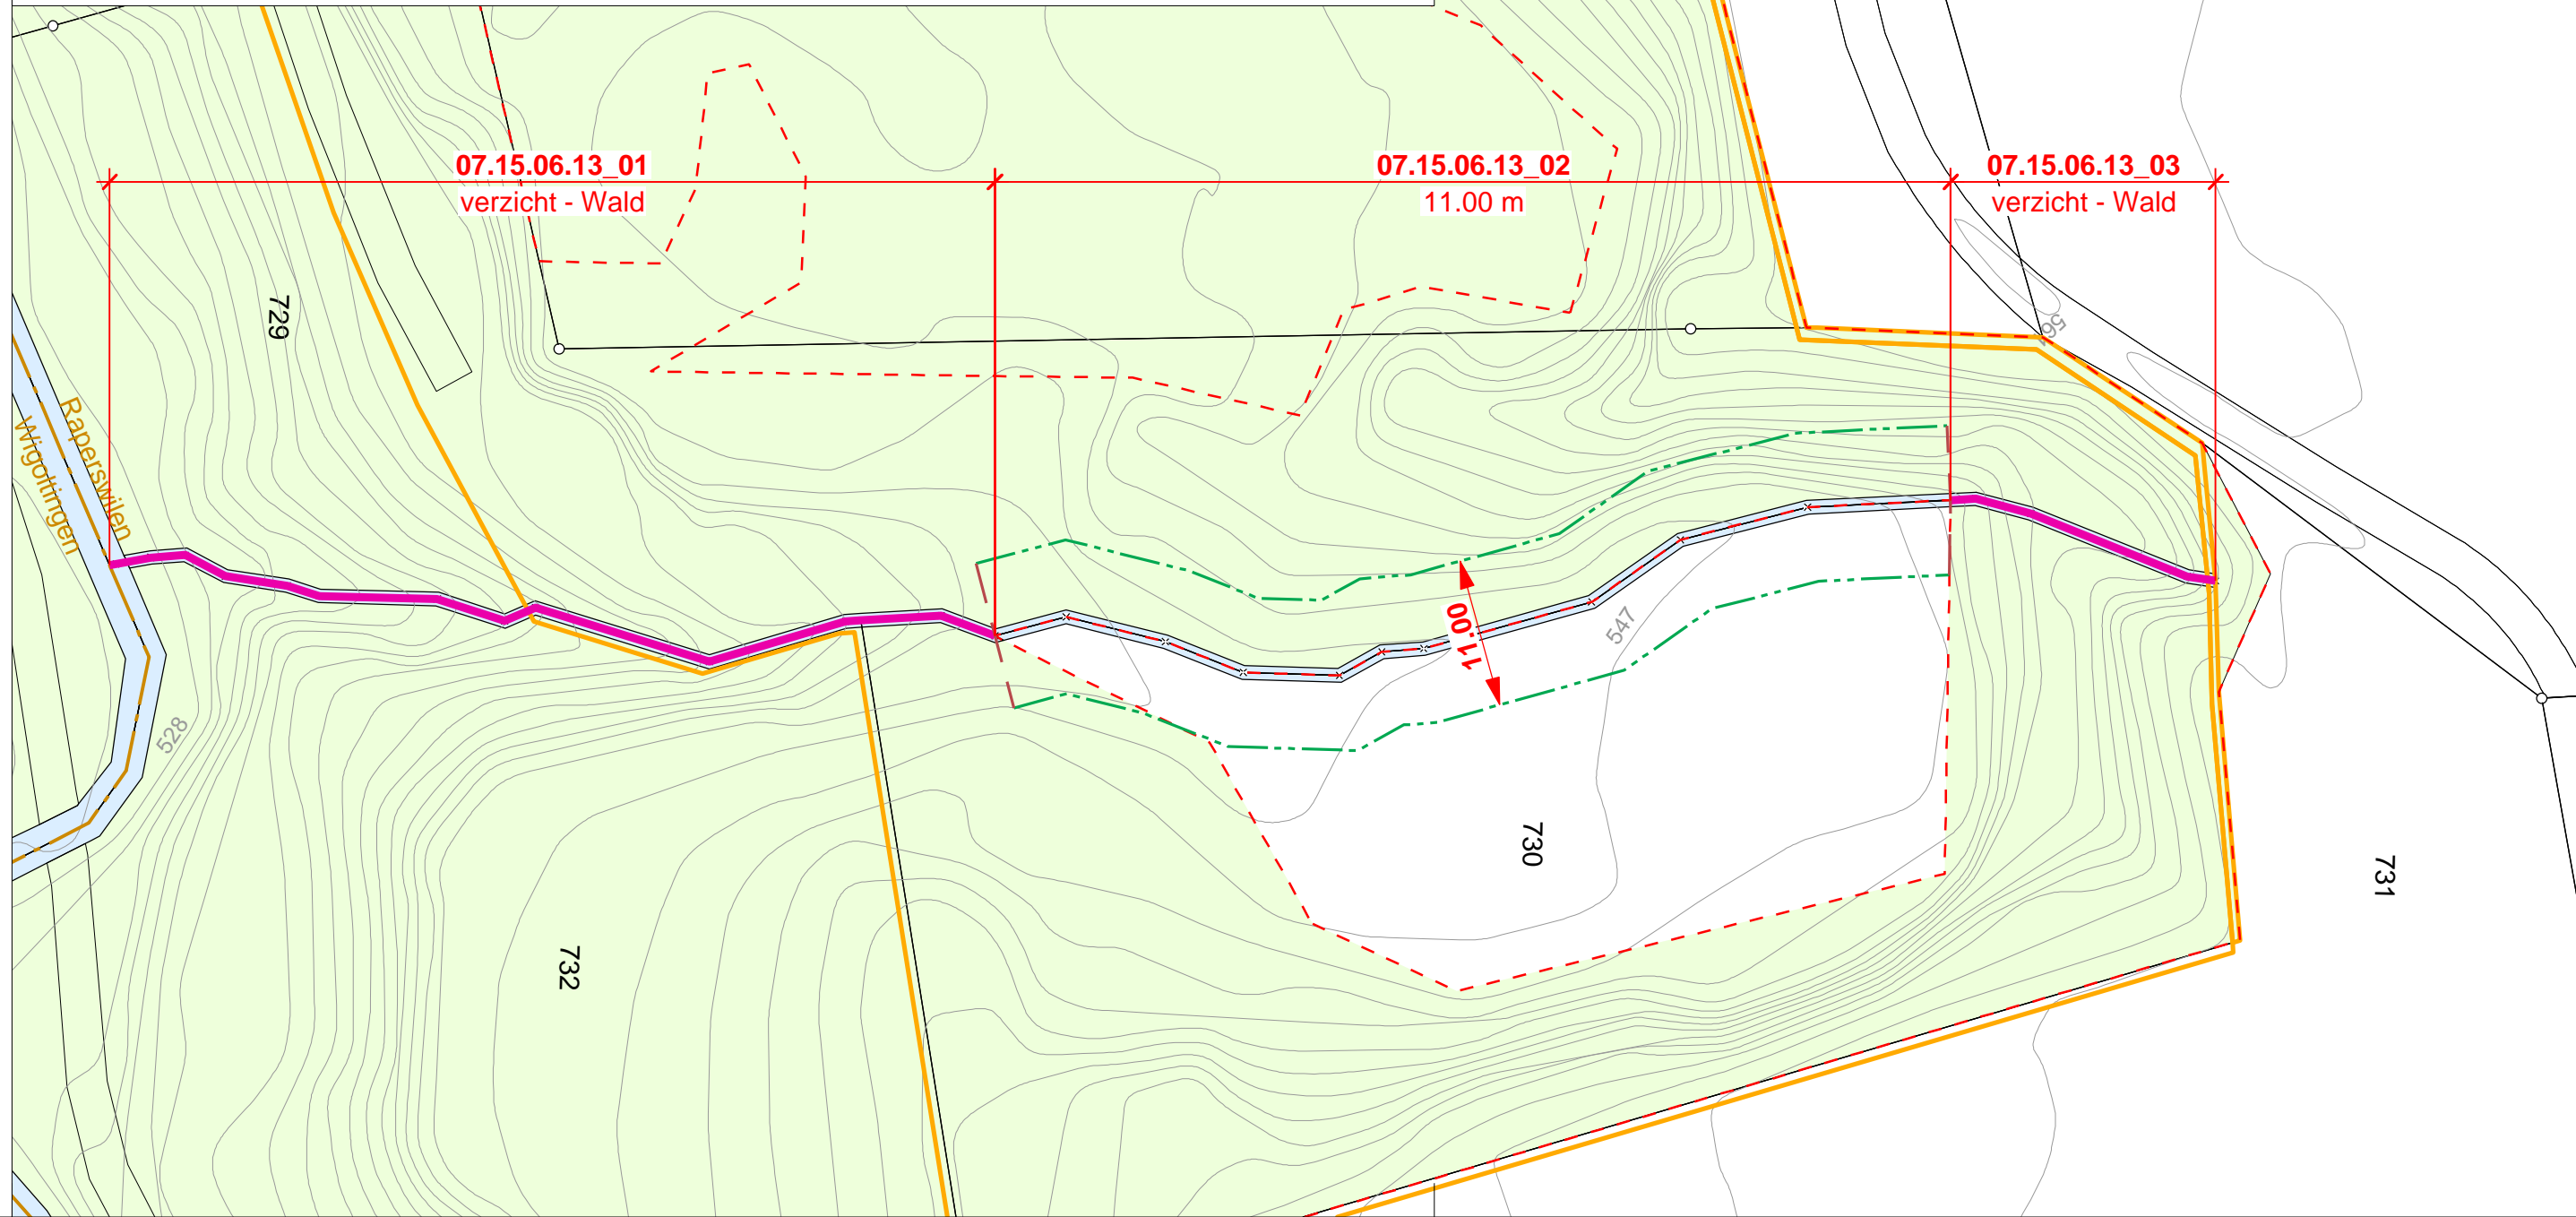 07.15.06.13_01
verzicht - Wald
07.15.06.13_02
11.00 m
07.15.06.13_03
verzicht - Wald
729
Raperswilen
Wigoltingen
56
547
11.00
528
730
731
732